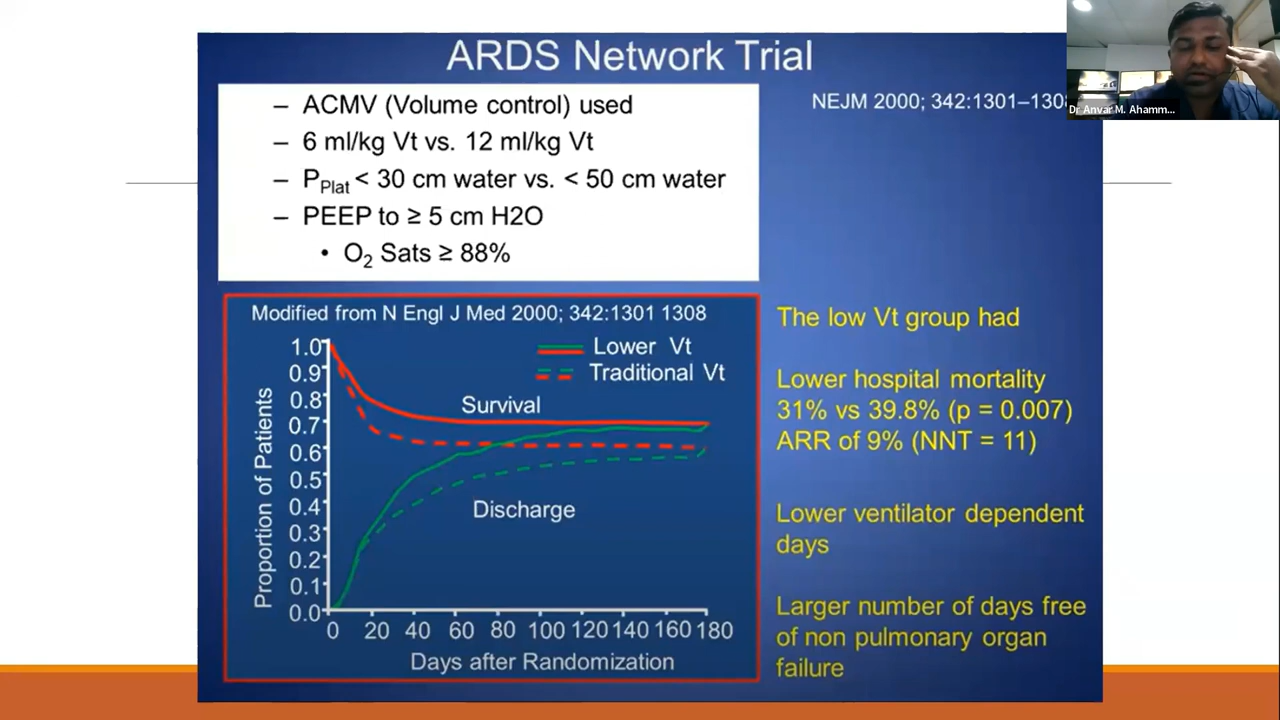 ARDS Network Trial
– ACMV (Volume control) used
– 6 ml/kg Vt vs. 12 ml/kg Vt
– PPlat < 30 cm water vs. < 50 cm water
– PEEP to ≥ 5 cm H2O
• O2 Sats ≥ 88%
NEJM 2000; 342:1301–130
Dr Anvar M. Ahamm...
Modified from N Engl J Med 2000; 342:1301 1308
Lower Vt
Traditional Vt
Survival
Discharge
Proportion of Patients
1.0
0.9
0.8
0.7
0.6
0.5
0.4
0.3
0.2
0.1
0.0
0 20 40 60 80 100 120 140 160 180
Days after Randomization
The low Vt group had
Lower hospital mortality
31% vs 39.8% (p = 0.007)
ARR of 9% (NNT = 11)
Lower ventilator dependent
days
Larger number of days free
of non pulmonary organ
failure